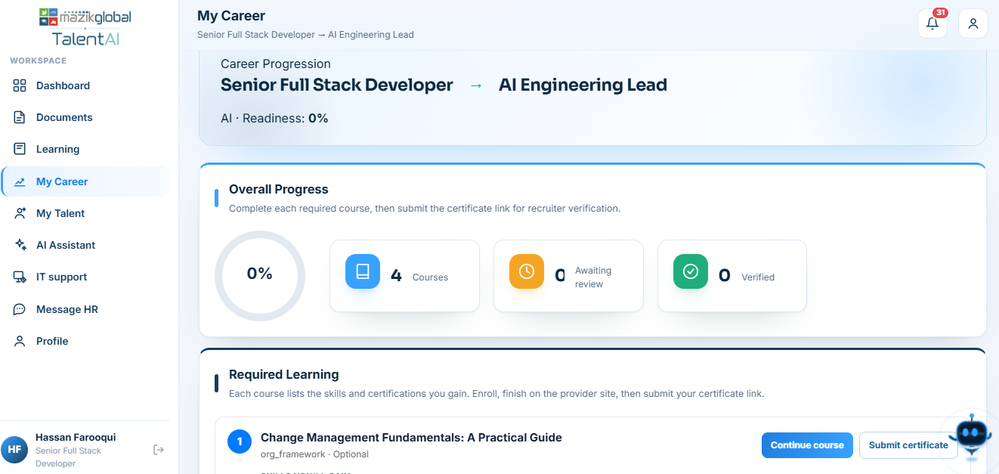 mazikglobal
TalentAI
WORKSPACE
Dashboard
Documents
Learning
My Career
My Talent
AI Assistant
IT support
Message HR
Profile
HF
Hassan Farooqui
Senior Full Stack
Developer
My Career
Senior Full Stack Developer → AI Engineering Lead
31
Career Progression
Senior Full Stack Developer → AI Engineering Lead
AI · Readiness: 0%
Overall Progress
Complete each required course, then submit the certificate link for recruiter verification.
0%
4 Courses
0 Awaiting
review
0 Verified
Required Learning
Each course lists the skills and certifications you gain. Enroll, finish on the provider site, then submit your certificate link.
1
Change Management Fundamentals: A Practical Guide
org_framework · Optional
Continue course
Submit certificate